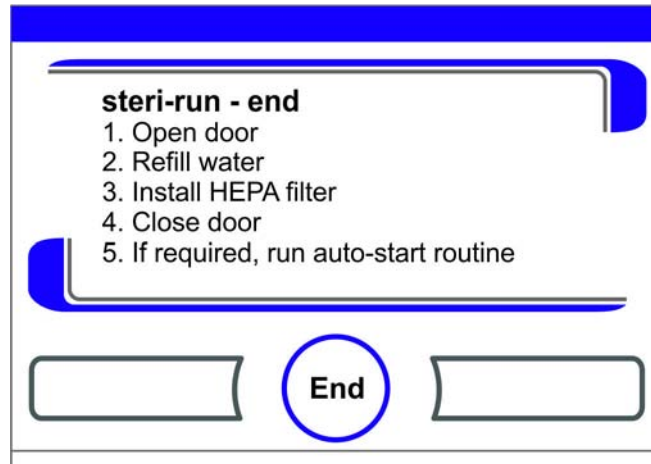 steri-run - end
1. Open door
2. Refill water
3. Install HEPA filter
4. Close door
5. If required, run auto-start routine
End